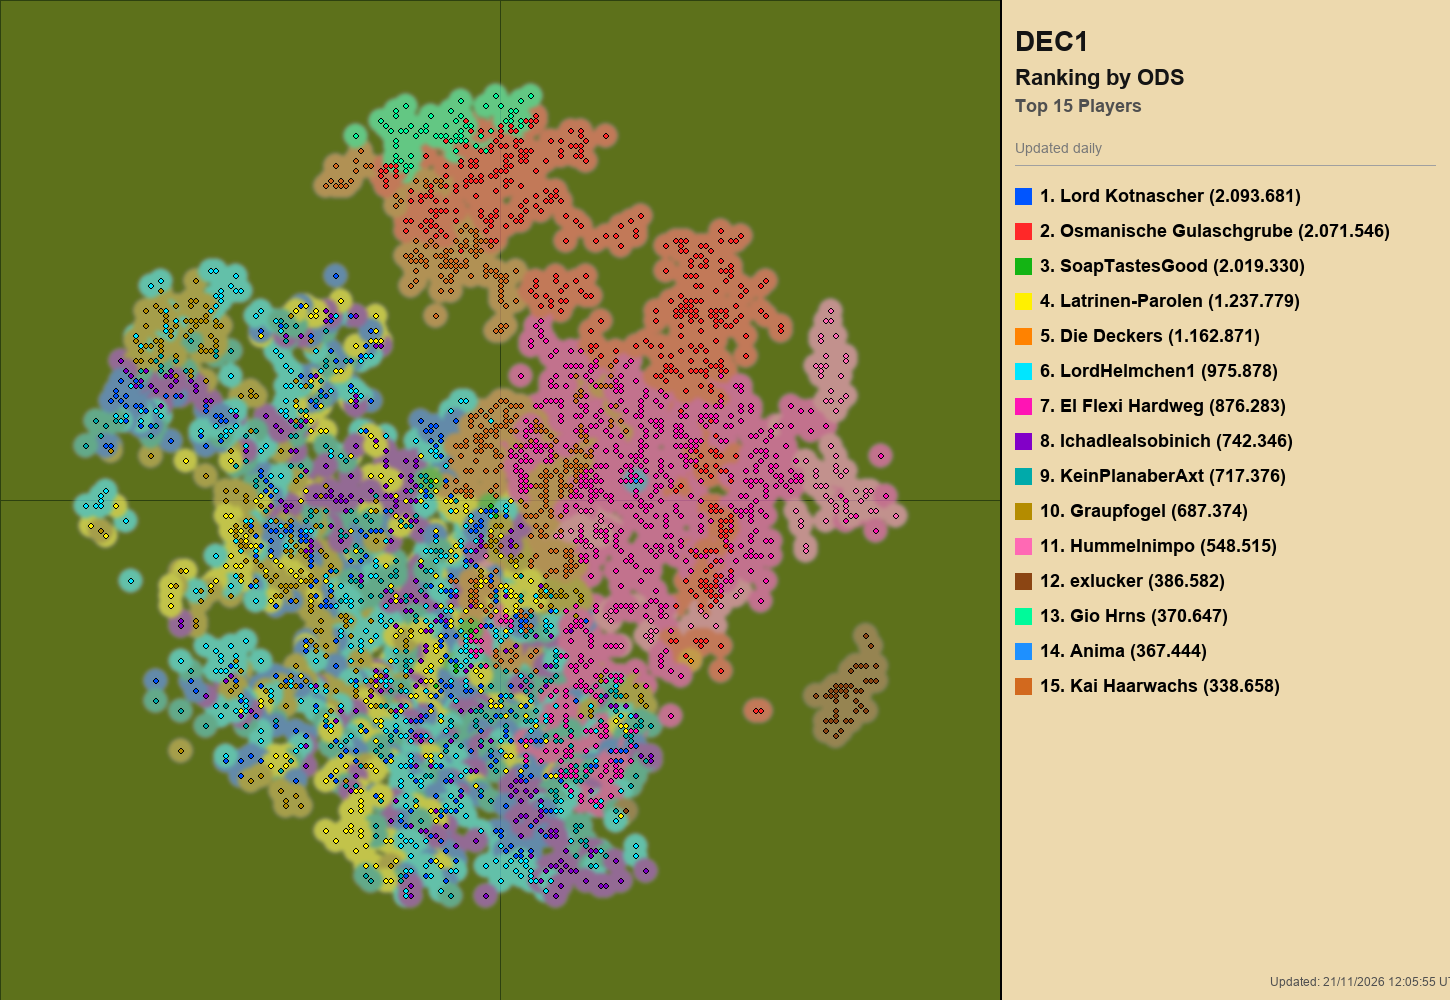 DEC1
Ranking by ODS
Top 15 Players
Updated daily
1. Lord Kotnascher (2.093.681)
2. Osmanische Gulaschgrube (2.071.546)
3. SoapTastesGood (2.019.330)
4. Latrinen-Parolen (1.237.779)
5. Die Deckers (1.162.871)
6. LordHelmchen1 (975.878)
7. El Flexi Hardweg (876.283)
8. Ichadlealsobinich (742.346)
9. KeinPlanaberAxt (717.376)
10. Graupfogel (687.374)
11. Hummelnimpo (548.515)
12. exlucker (386.582)
13. Gio Hrns (370.647)
14. Anima (367.444)
15. Kai Haarwachs (338.658)
Updated: 21/11/2026 12:05:55 U